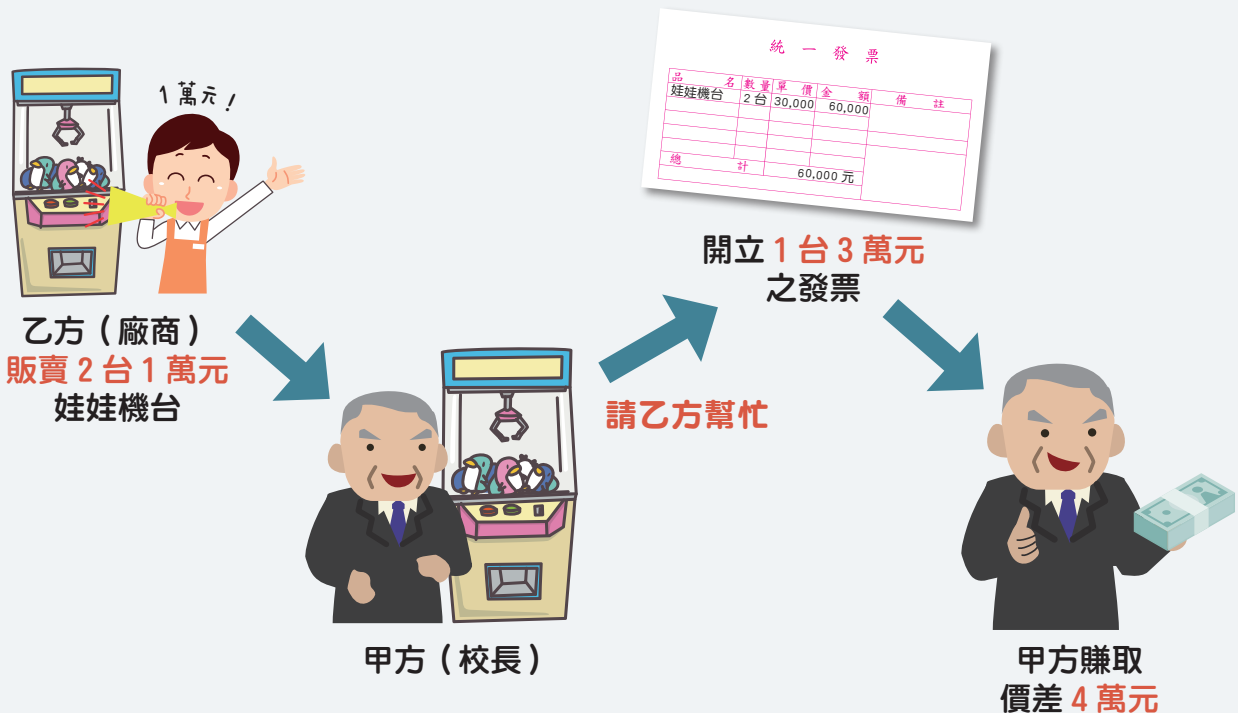 1萬元！
乙方（廠商）
販賣2台1萬元
娃娃機台
甲方（校長）
請乙方幫忙
統一發票
品名 數量 單價 金額 備註
娃娃機台 2台 30,000 60,000
總計 60,000元
開立1台3萬元
之發票
甲方賺取
價差4萬元